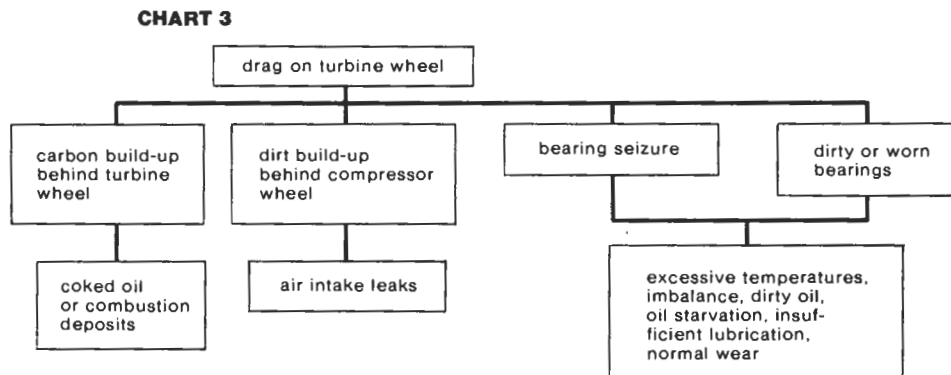 CHART 3
drag on turbine wheel
carbon build-up
behind turbine
wheel
dirt build-up
behind compressor
wheel
bearing seizure
dirty or worn
bearings
coked oil
or combustion
deposits
air intake leaks
excessive temperatures,
imbalance, dirty oil,
oil starvation, insuf-
ficient lubrication,
normal wear